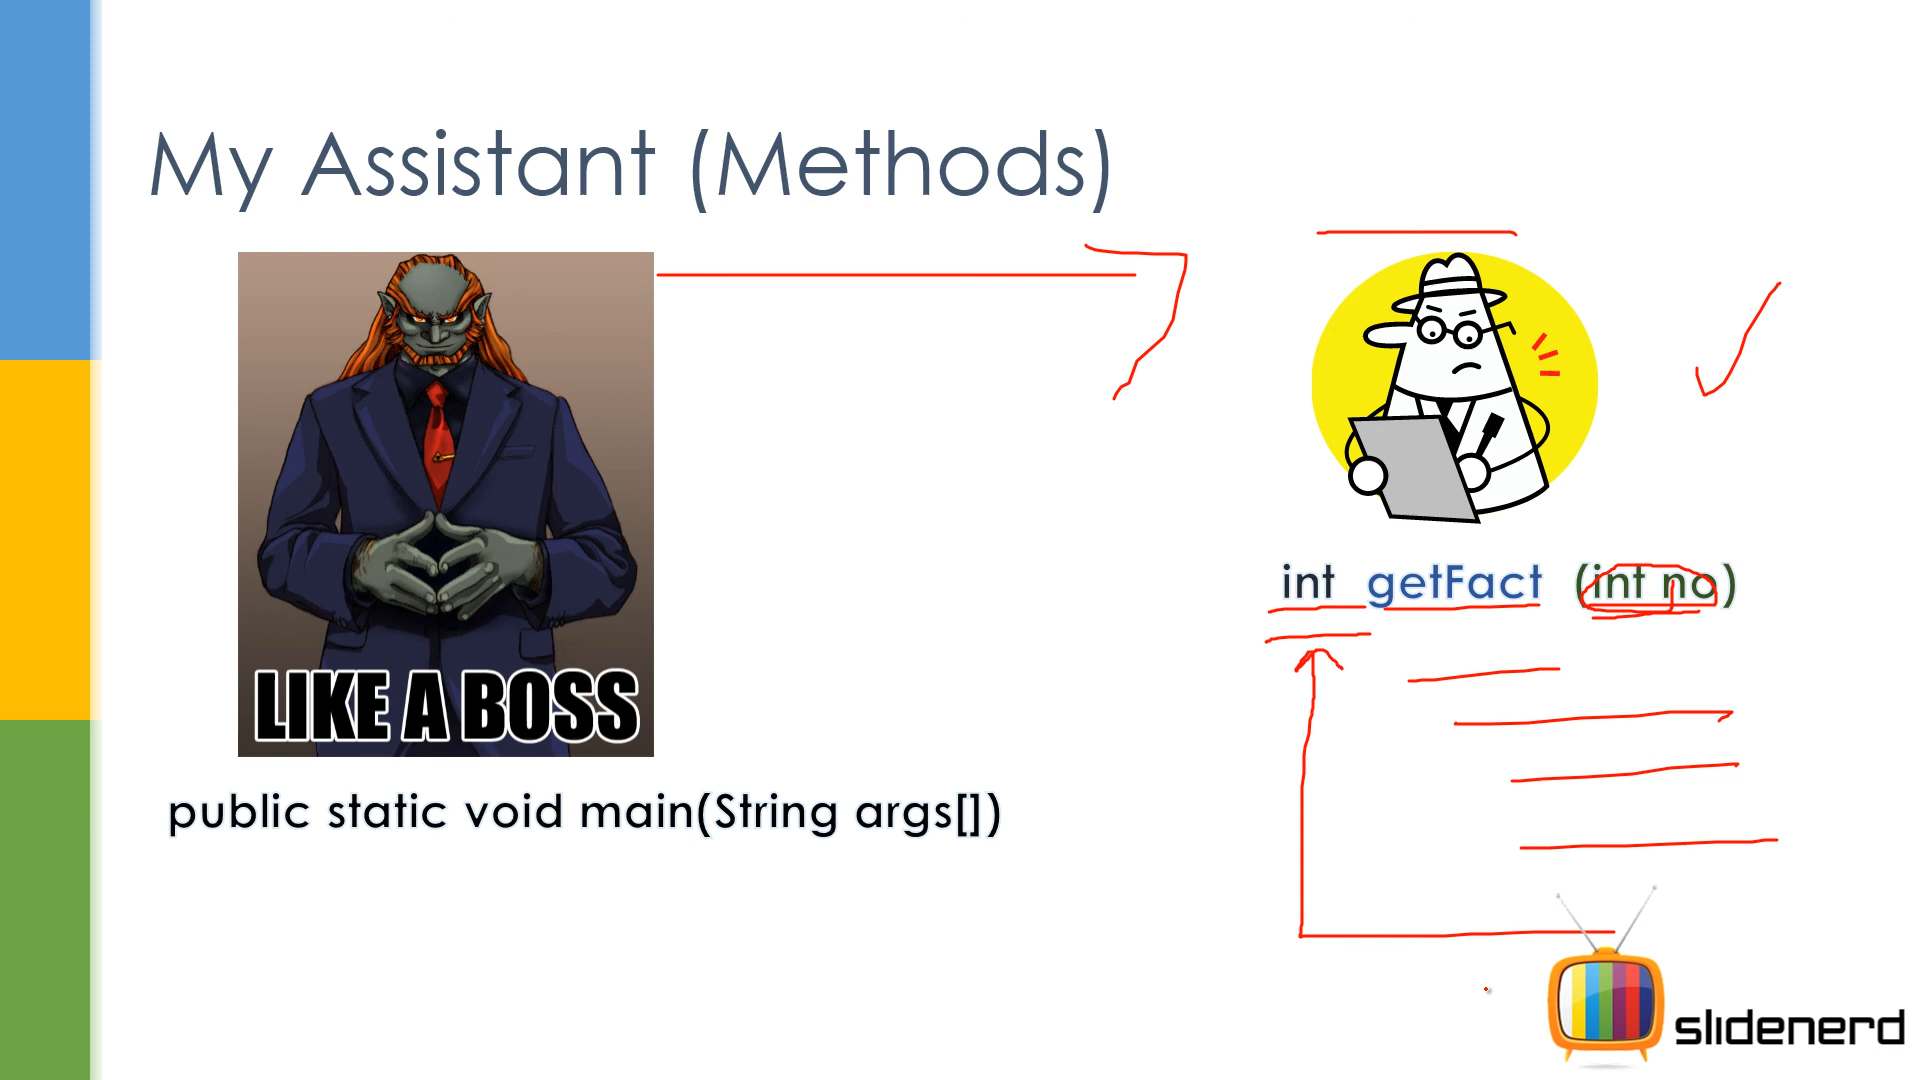 My Assistant (Methods)
LIKE A BOSS
public static void main(String args[])
int getFact (int no)
slidenerd